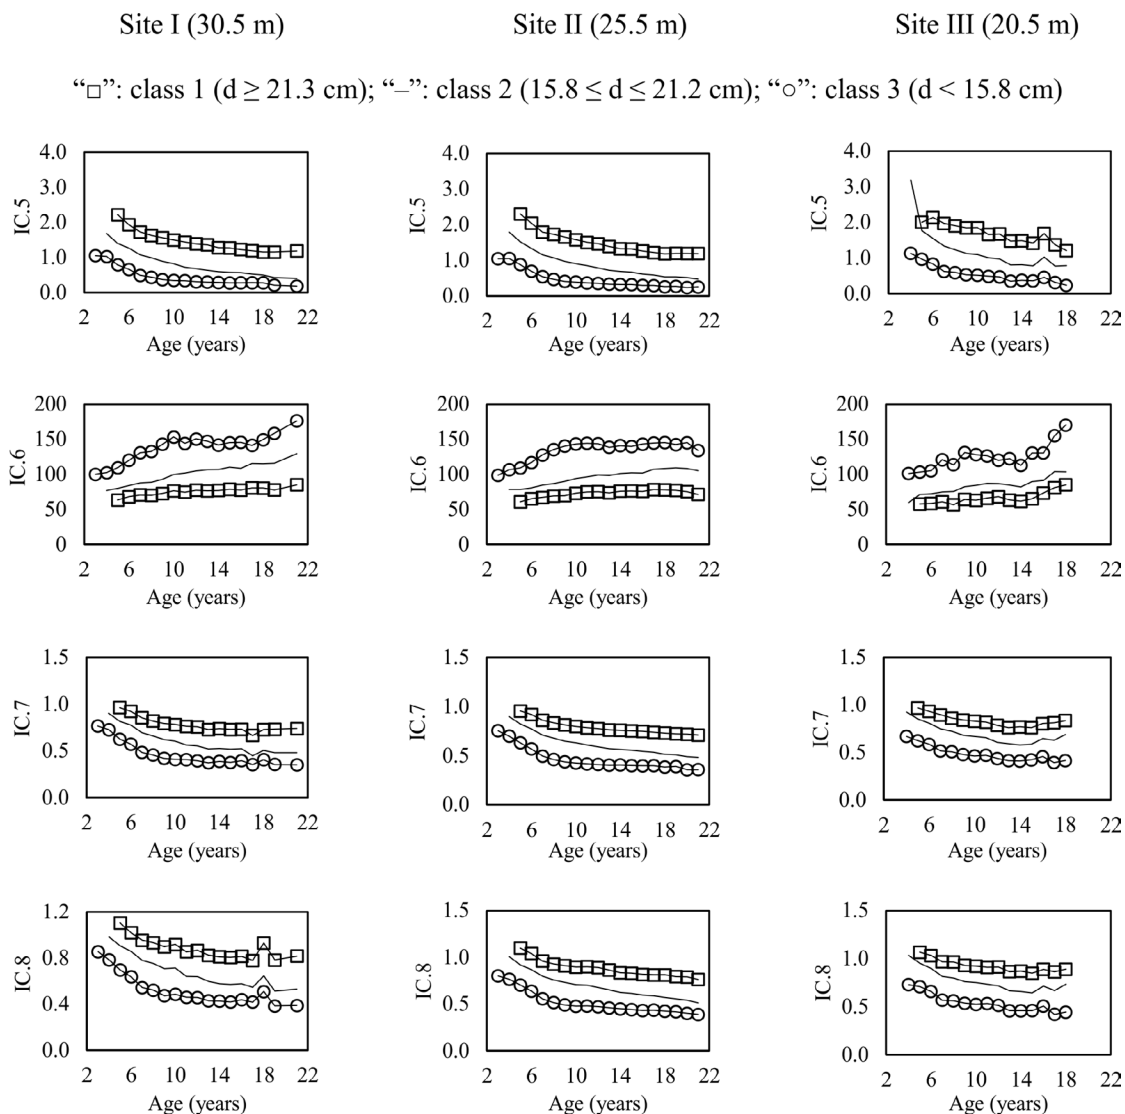 Site I (30.5 m) Site II (25.5 m) Site III (20.5 m)
“□”: class 1 (d ≥ 21.3 cm); “–”: class 2 (15.8 ≤ d ≤ 21.2 cm); “○”: class 3 (d < 15.8 cm)
IC.5
4.0
3.0
2.0
1.0
0.0
2 6 10 14 18 22
Age (years)
IC.5
4.0
3.0
2.0
1.0
0.0
2 6 10 14 18 22
Age (years)
IC.5
4.0
3.0
2.0
1.0
0.0
2 6 10 14 18 22
Age (years)
IC.6
200
150
100
50
0
2 6 10 14 18 22
Age (years)
IC.6
200
150
100
50
0
2 6 10 14 18 22
Age (years)
IC.6
200
150
100
50
0
2 6 10 14 18 22
Age (years)
IC.7
1.5
1.0
0.5
0.0
2 6 10 14 18 22
Age (years)
IC.7
1.5
1.0
0.5
0.0
2 6 10 14 18 22
Age (years)
IC.7
1.5
1.0
0.5
0.0
2 6 10 14 18 22
Age (years)
IC.8
1.2
0.8
0.4
0.0
2 6 10 14 18 22
Age (years)
IC.8
1.5
1.0
0.5
0.0
2 6 10 14 18 22
Age (years)
IC.8
1.5
1.0
0.5
0.0
2 6 10 14 18 22
Age (years)